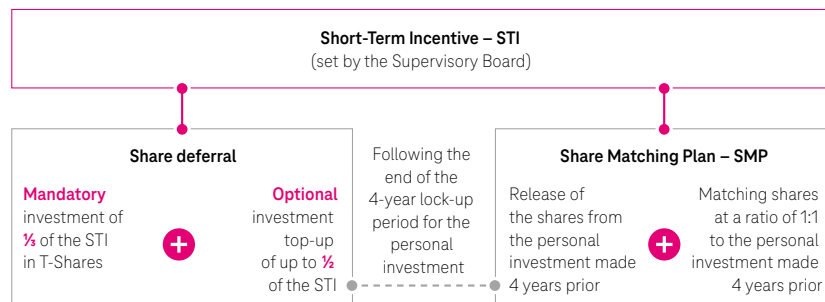 Short-Term Incentive – STI
(set by the Supervisory Board)
Share deferral
Mandatory
investment of
⅓ of the STI
in T-Shares
+
Optional
investment
top-up
of up to ½
of the STI
Following the
end of the
4-year lock-up
period for the
personal
investment
Share Matching Plan – SMP
Release of
the shares from
the personal
investment made
4 years prior
+
Matching shares
at a ratio of 1:1
to the personal
investment made
4 years prior